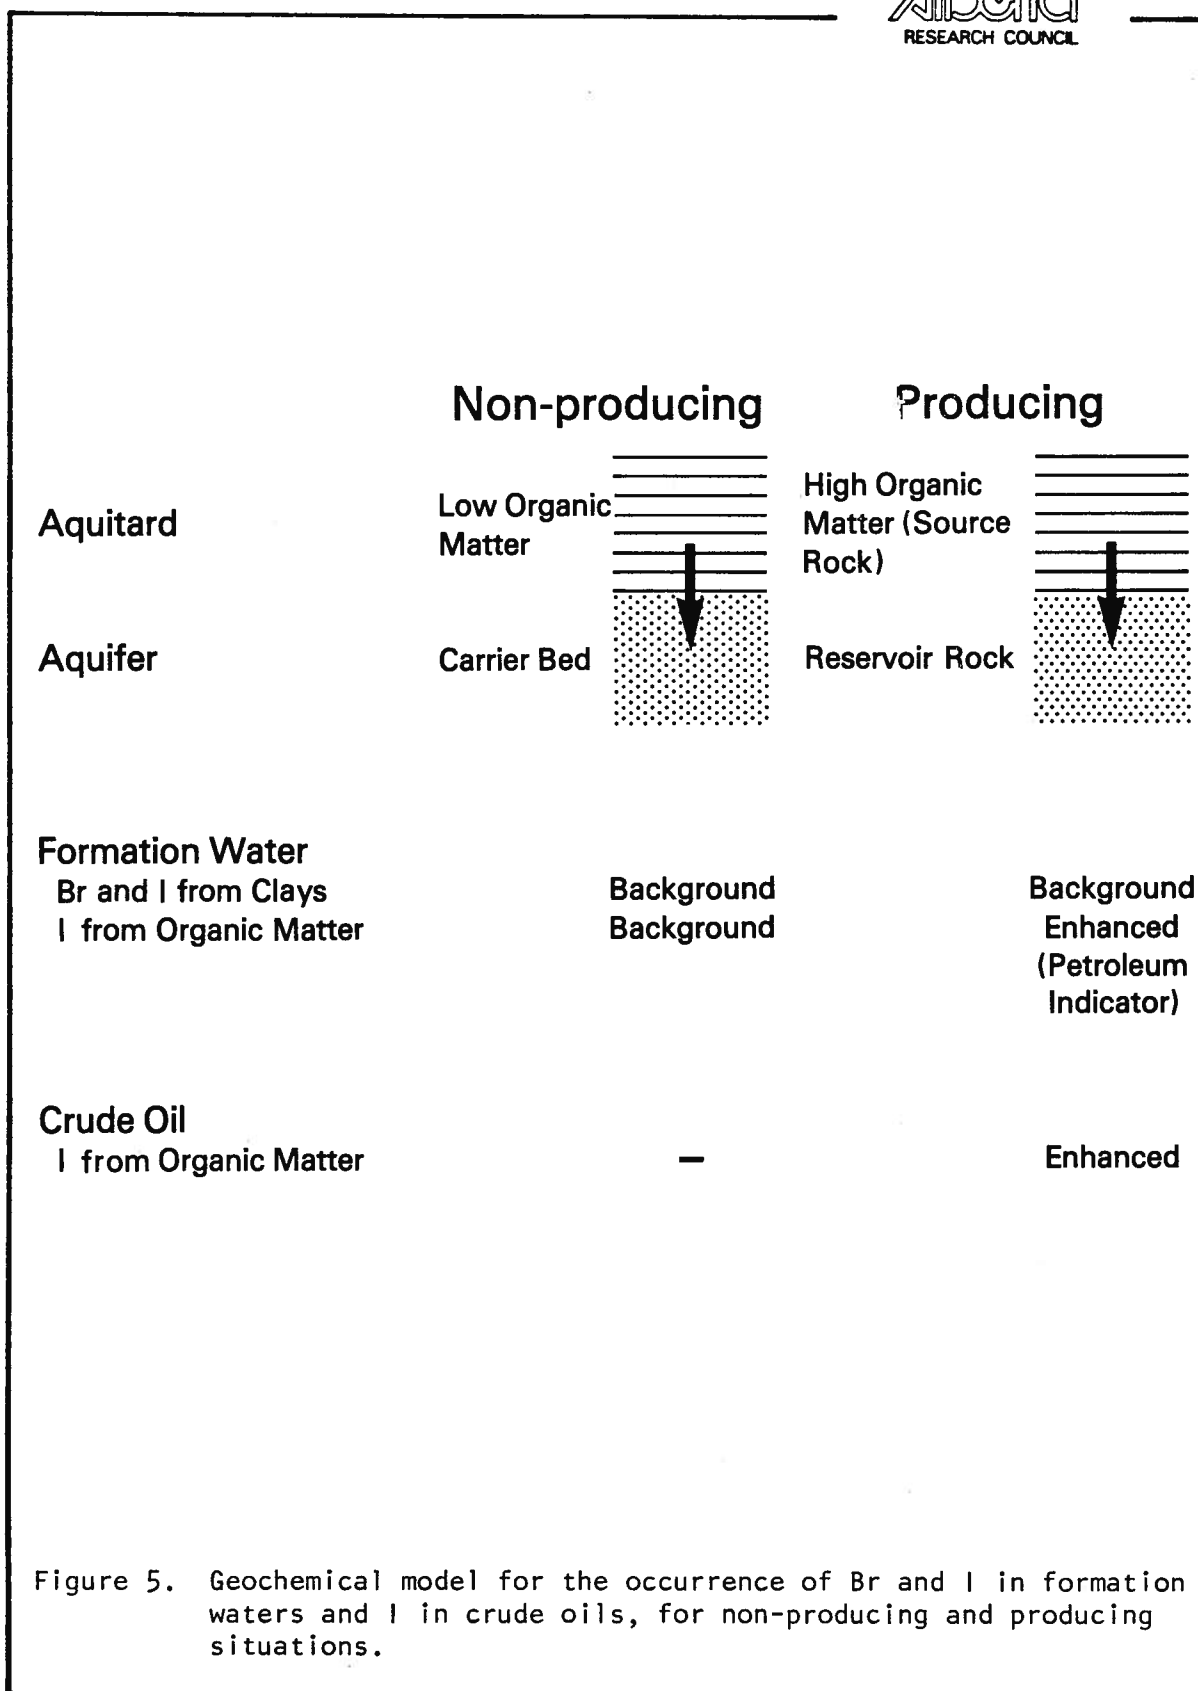 Alberta
RESEARCH COUNCIL
Non-producing Producing
Aquitard
Low Organic
Matter
High Organic
Matter (Source
Rock)
Aquifer
Carrier Bed
Reservoir Rock
Formation Water
Br and I from Clays Background Background
I from Organic Matter Background Enhanced
(Petroleum
Indicator)
Crude Oil
I from Organic Matter – Enhanced
Figure 5. Geochemical model for the occurrence of Br and I in formation
waters and I in crude oils, for non-producing and producing
situations.